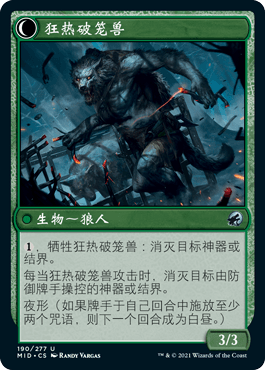 狂热破笼兽
生物～狼人
1，牺牲狂热破笼兽：消灭目标神器或
结界。
每当狂热破笼兽攻击时，消灭目标由防
御牌手操控的神器或结界。
夜形（如果牌手于自己回合中施放至少
两个咒语，则下一个回合成为白昼。）
3/3
190/277 U
MID • CS RANDY VARGAS
™ & © 2021 Wizards of the Coast